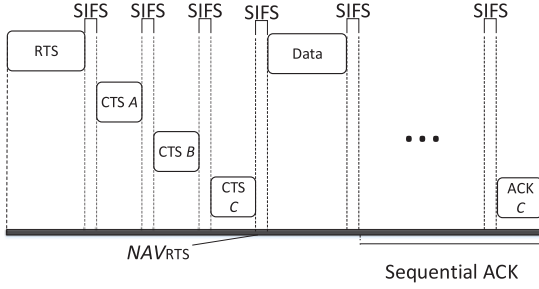 SIFS SIFS SIFS SIFS SIFS SIFS
RTS
Data
CTS A
CTS B
CTS
C
ACK
C
...
NAVRTS
Sequential ACK